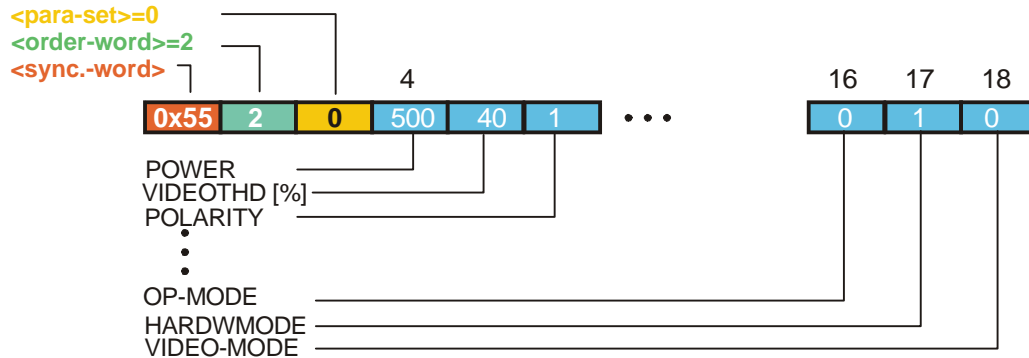 <para-set>=0
<order-word>=2
<sync.-word>
4 16 17 18
0x55 2 0 500 40 1 • • • 0 1 0
POWER
VIDEOTHD [%]
POLARITY
OP-MODE
HARDWMODE
VIDEO-MODE